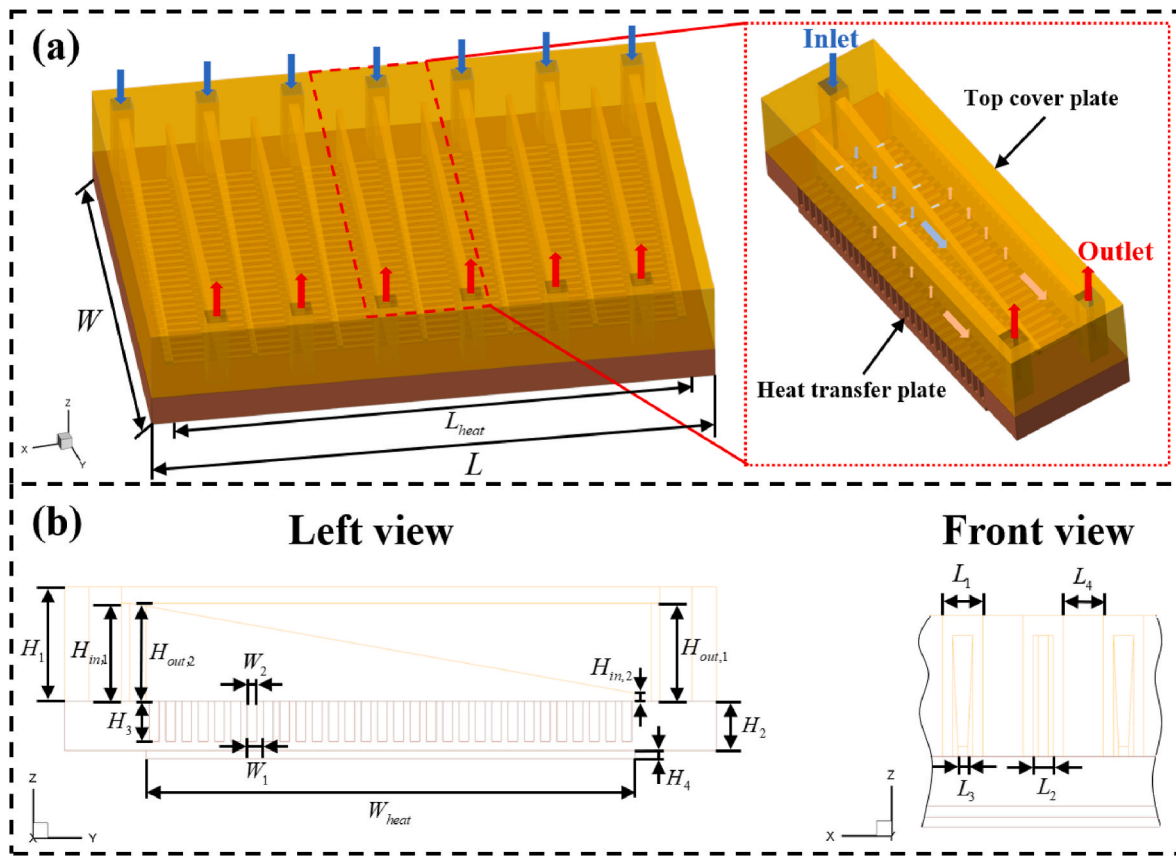 (a)
Inlet
Top cover plate
Outlet
Heat transfer plate
W
L_heat
L
Z
X
Y
(b)
Left view
Front view
H_1
H_in,1
H_out,2
W_2
H_in,2
H_out,1
H_3
H_2
W_1
H_4
W_heat
Z
Y
X
L_1
L_4
L_3
L_2
Z
X